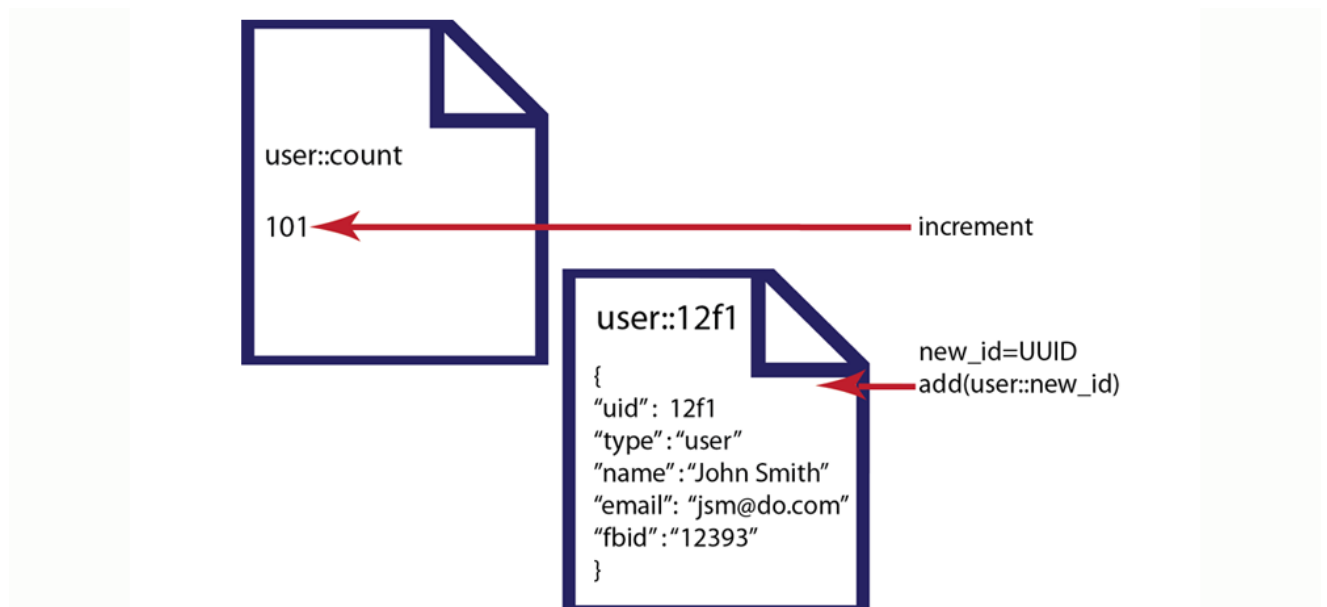 user::count
101
increment
user::12f1
new_id=UUID
add(user::new_id)
{
“uid”: 12f1
“type”:“user”
”name”:“John Smith”
“email”: “jsm@do.com”
“fbid”:“12393”
}